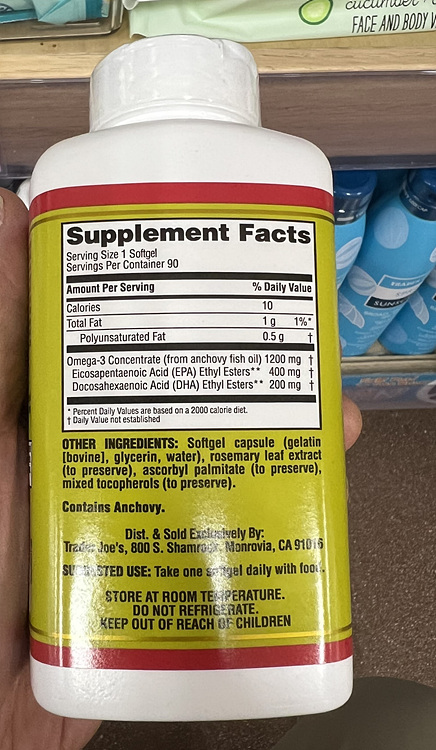 cucumber
FACE AND BODY
Supplement Facts
Serving Size 1 Softgel
Servings Per Container 90
Amount Per Serving % Daily Value
Calories 10
Total Fat 1 g 1%*
Polyunsaturated Fat 0.5 g †
Omega-3 Concentrate (from anchovy fish oil) 1200 mg †
Eicosapentaenoic Acid (EPA) Ethyl Esters** 400 mg †
Docosahexaenoic Acid (DHA) Ethyl Esters** 200 mg †
* Percent Daily Values are based on a 2000 calorie diet.
† Daily Value not established
OTHER INGREDIENTS: Softgel capsule (gelatin
[bovine], glycerin, water), rosemary leaf extract
(to preserve), ascorbyl palmitate (to preserve),
mixed tocopherols (to preserve).
Contains Anchovy.
Dist. & Sold Exclusively By:
Trader Joe's, 800 S. Shamrock, Monrovia, CA 91016
SUGGESTED USE: Take one softgel daily with food.
STORE AT ROOM TEMPERATURE.
DO NOT REFRIGERATE.
KEEP OUT OF REACH OF CHILDREN